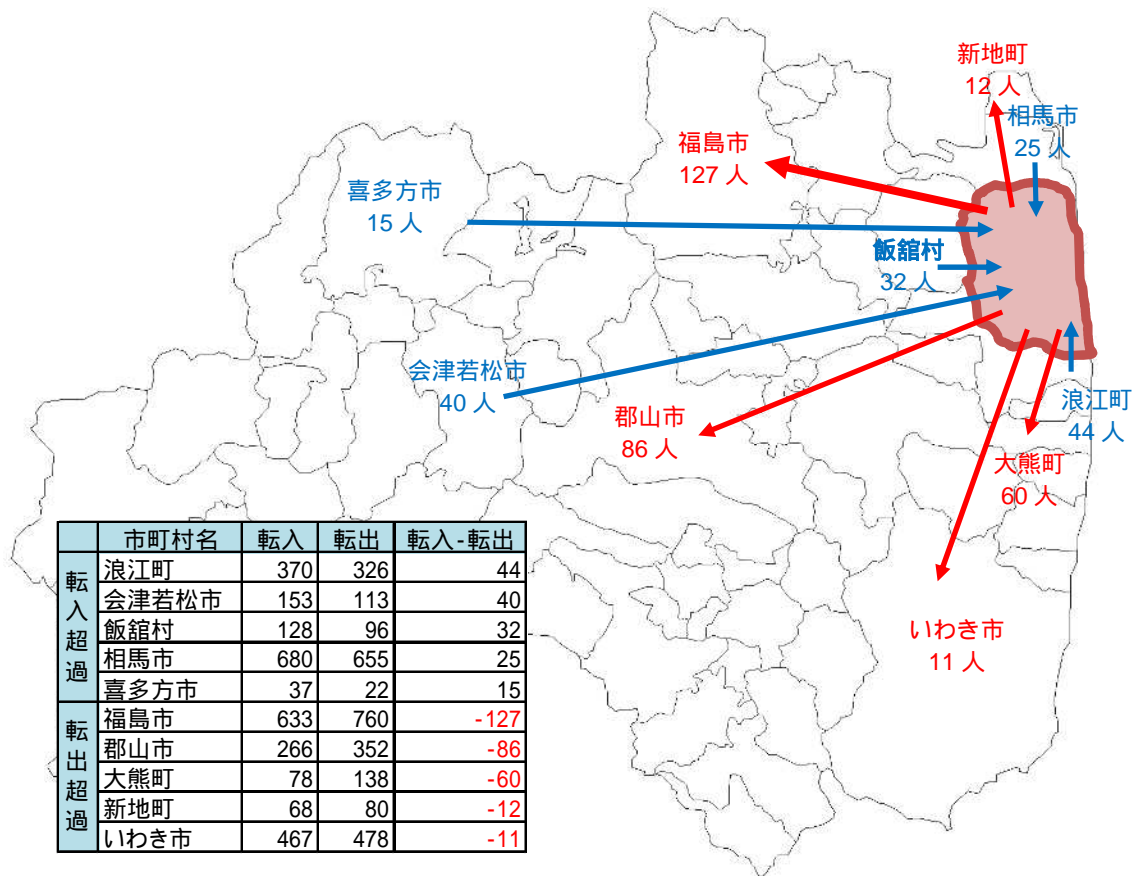 新地町
12 人
相馬市
25 人
福島市
127 人
喜多方市
15 人
飯舘村
32 人
会津若松市
40 人
郡山市
86 人
浪江町
44 人
大熊町
60 人
いわき市
11 人
市町村名 転入 転出 転入-転出
転入超過
浪江町 370 326 44
会津若松市 153 113 40
飯舘村 128 96 32
相馬市 680 655 25
喜多方市 37 22 15
転出超過
福島市 633 760 -127
郡山市 266 352 -86
大熊町 78 138 -60
新地町 68 80 -12
いわき市 467 478 -11